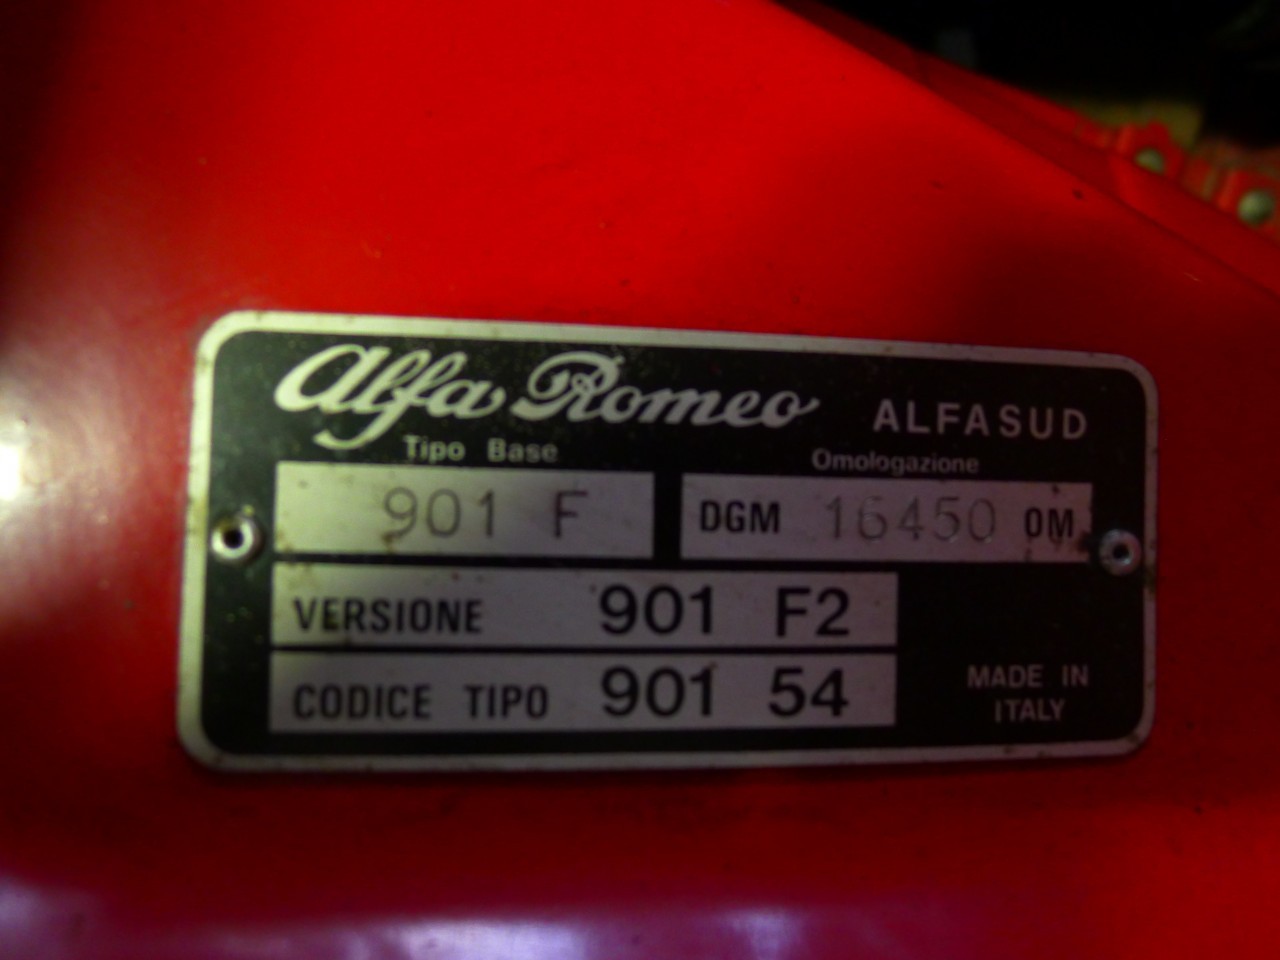 Alfa Romeo ALFASUD
Tipo Base Omologazione
901 F DGM 16450 OM
VERSIONE 901 F2
CODICE TIPO 901 54
MADE IN
ITALY